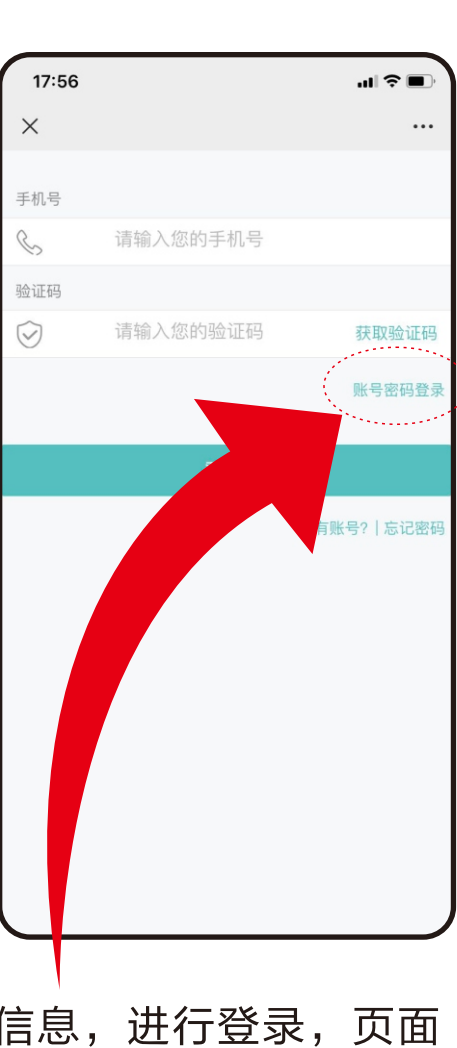 17:56
手机号
请输入您的手机号
验证码
请输入您的验证码 获取验证码
账号密码登录
有账号? | 忘记密码
信息，进行登录，页面